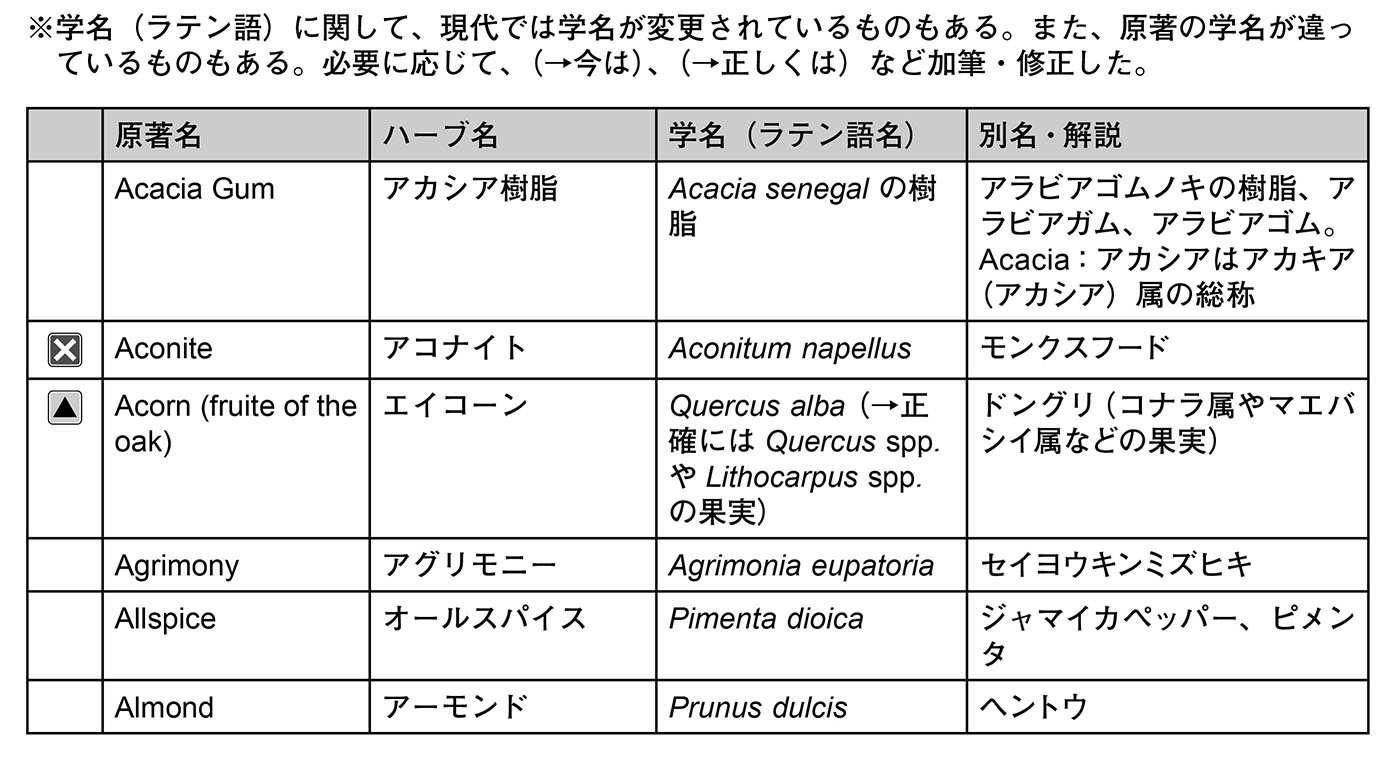 ※学名（ラテン語）に関して、現代では学名が変更されているものもある。また、原著の学名が違っ
ているものもある。必要に応じて、（→今は）、（→正しくは）など加筆・修正した。
原著名 ハーブ名 学名（ラテン語名） 別名・解説
Acacia Gum アカシア樹脂 Acacia senegal の樹 アラビアゴムノキの樹脂、ア
脂 ラビアガム、アラビアゴム。
Acacia：アカシアはアカキア
（アカシア）属の総称
Aconite アコナイト Aconitum napellus モンクスフード
Acorn (fruite of the エイコーン Quercus alba（→正 ドングリ（コナラ属やマエバ
oak) 確には Quercus spp. シイ属などの果実）
や Lithocarpus spp.
の果実）
Agrimony アグリモニー Agrimonia eupatoria セイヨウキンミズヒキ
Allspice オールスパイス Pimenta dioica ジャマイカペッパー、ピメン
タ
Almond アーモンド Prunus dulcis ヘントウ